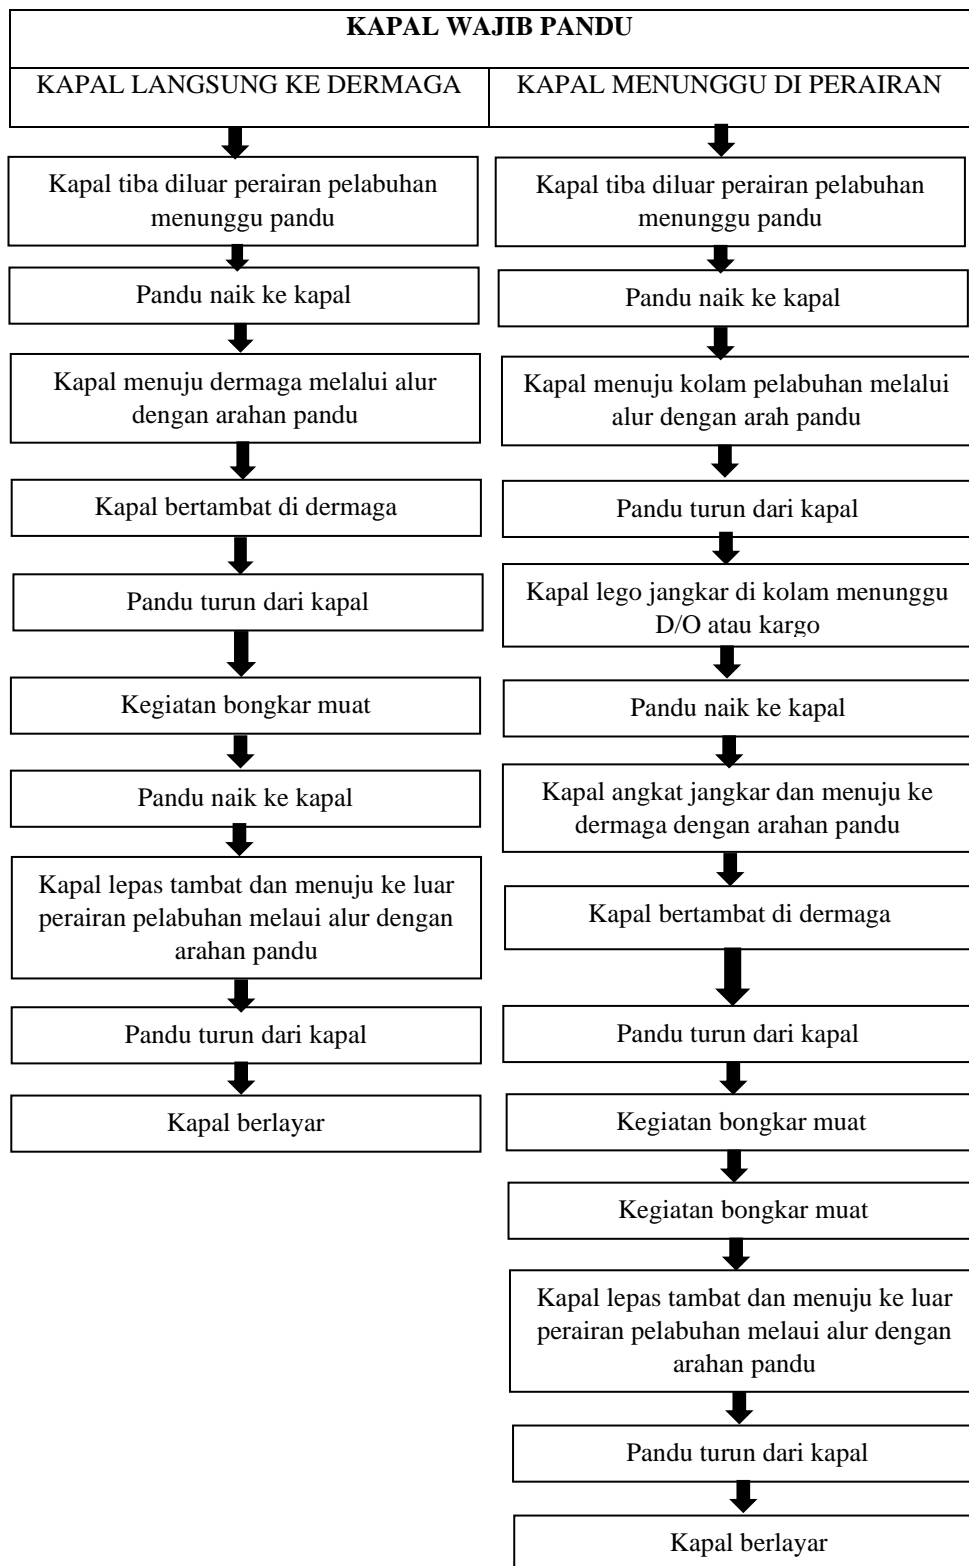 KAPAL WAJIB PANDU
KAPAL LANGSUNG KE DERMAGA
Kapal tiba diluar perairan pelabuhan
menunggu pandu
Pandu naik ke kapal
Kapal menuju dermaga melalui alur
dengan arahan pandu
Kapal bertambat di dermaga
Pandu turun dari kapal
Kegiatan bongkar muat
Pandu naik ke kapal
Kapal lepas tambat dan menuju ke luar
perairan pelabuhan melaui alur dengan
arahan pandu
Pandu turun dari kapal
Kapal berlayar
KAPAL MENUNGGU DI PERAIRAN
Kapal tiba diluar perairan pelabuhan
menunggu pandu
Pandu naik ke kapal
Kapal menuju kolam pelabuhan melalui
alur dengan arah pandu
Pandu turun dari kapal
Kapal lego jangkar di kolam menunggu
D/O atau kargo
Pandu naik ke kapal
Kapal angkat jangkar dan menuju ke
dermaga dengan arahan pandu
Kapal bertambat di dermaga
Pandu turun dari kapal
Kegiatan bongkar muat
Kegiatan bongkar muat
Kapal lepas tambat dan menuju ke luar
perairan pelabuhan melaui alur dengan
arahan pandu
Pandu turun dari kapal
Kapal berlayar